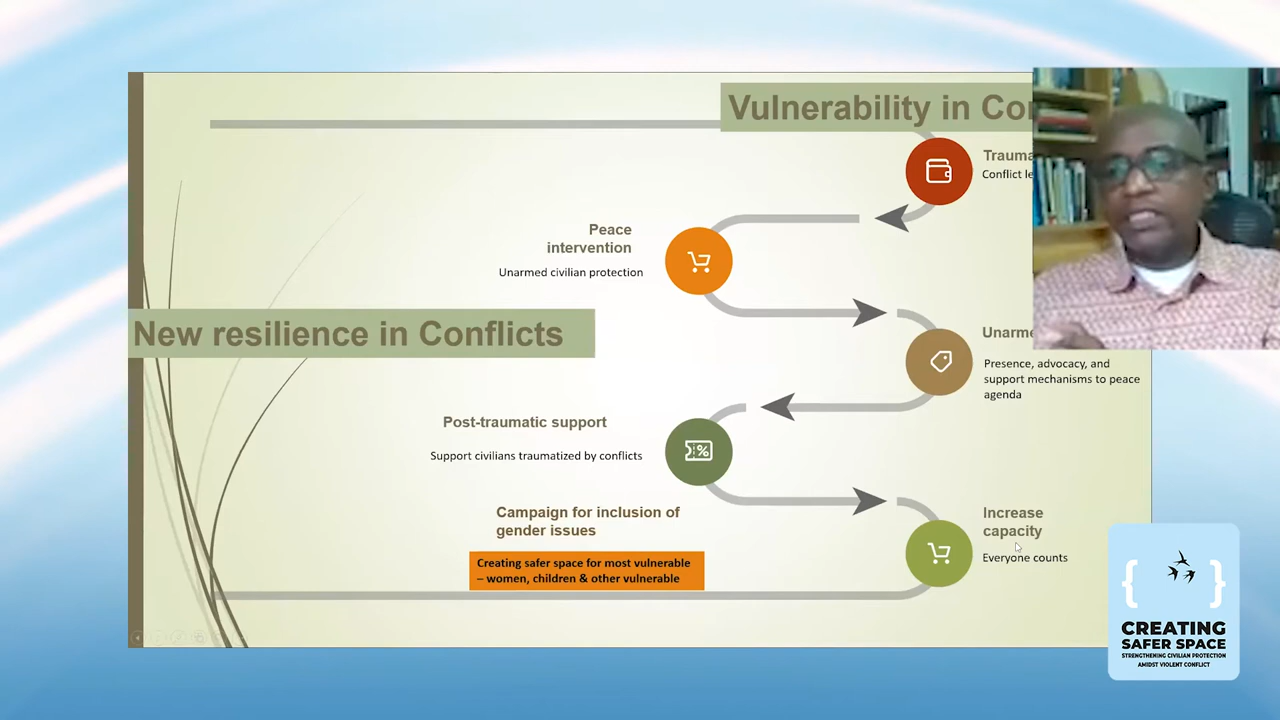 Vulnerability in
Trauma
Conflict
Peace
intervention
Unarmed civilian protection
New resilience in Conflicts
Presence, advocacy, and
support mechanisms to peace
agenda
Post-traumatic support
Support civilians traumatized by conflicts
%
Campaign for inclusion of
gender issues
Creating safer space for most vulnerable
– women, children & other vulnerable
Increase
capacity
Everyone counts
{ }
CREATING
SAFER SPACE
STRENGTHENING CIVILIAN PROTECTION
AMIDST VIOLENT CONFLICT